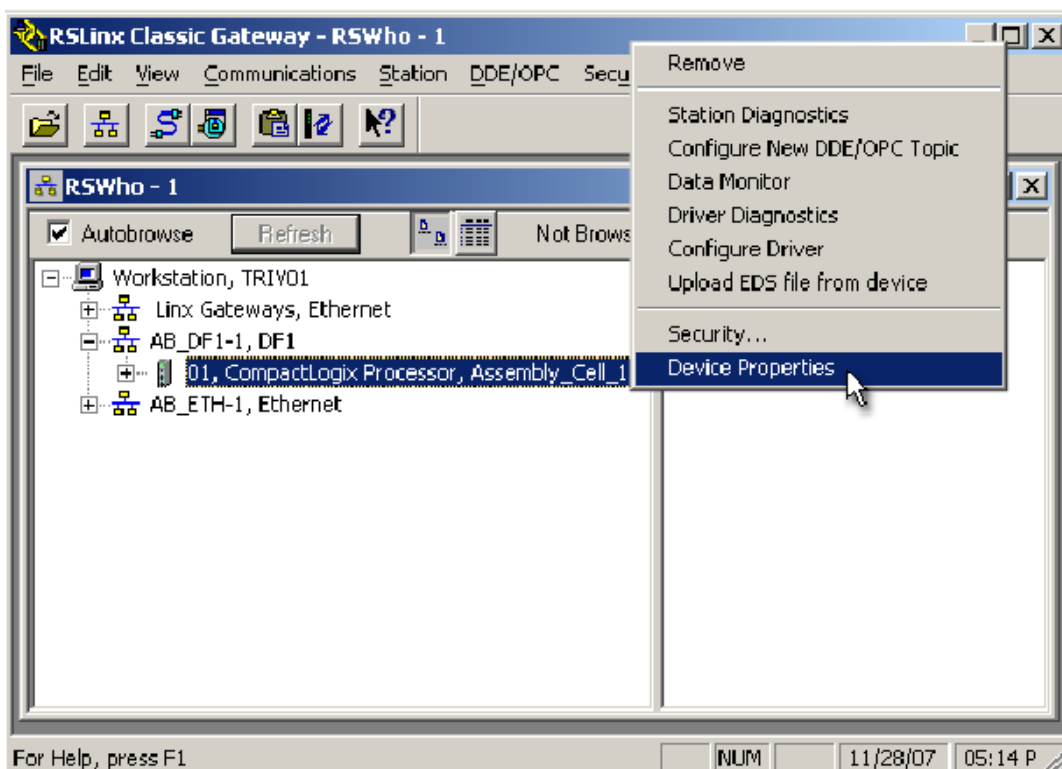 RSLinx Classic Gateway - RSWho - 1
File Edit View Communications Station DDE/OPC Secu
RSWho - 1
Autobrowse Refresh Not Brows
Workstation, TRIV01
Linx Gateways, Ethernet
AB_DF1-1, DF1
01, CompactLogix Processor, Assembly_Cell_1
AB_ETH-1, Ethernet
Remove
Station Diagnostics
Configure New DDE/OPC Topic
Data Monitor
Driver Diagnostics
Configure Driver
Upload EDS file from device
Security...
Device Properties
For Help, press F1 NUM 11/28/07 05:14 P